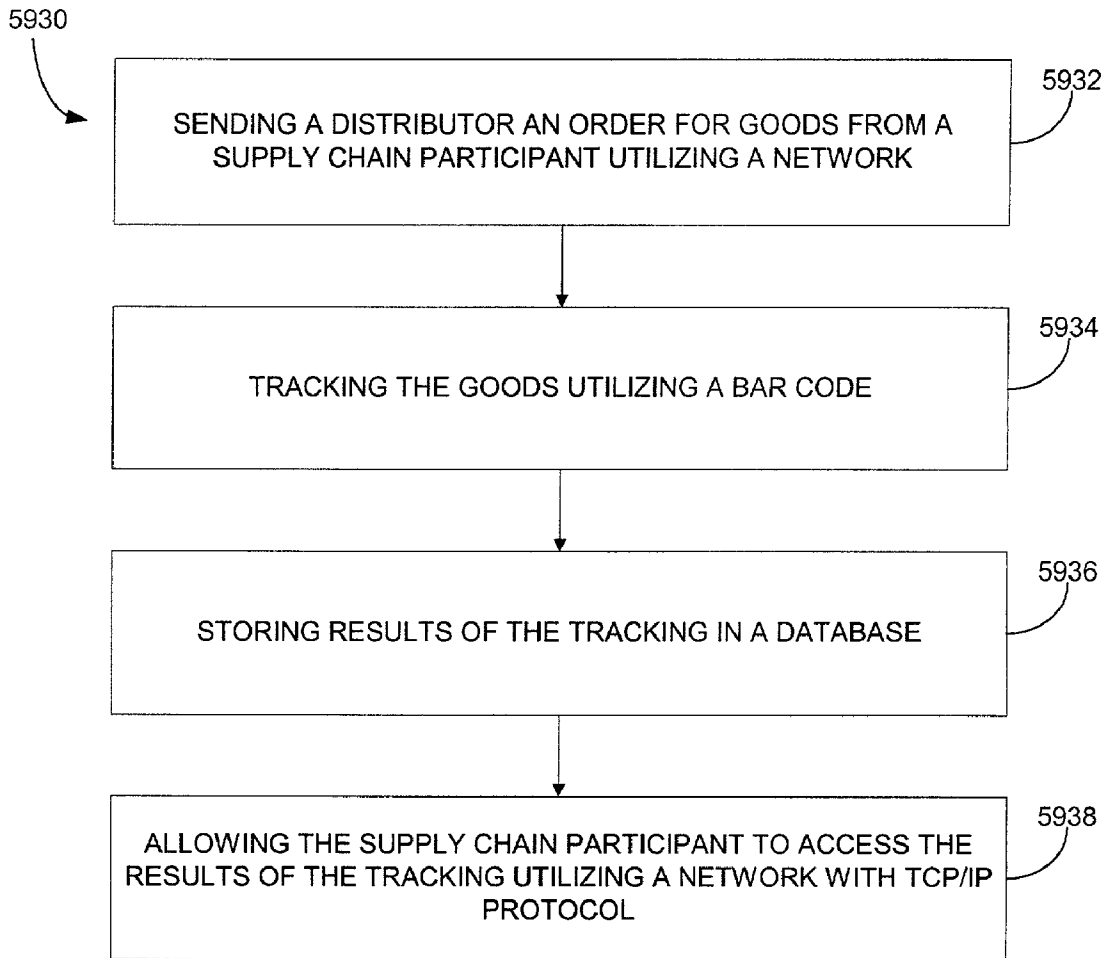 5930
5932
SENDING A DISTRIBUTOR AN ORDER FOR GOODS FROM A
SUPPLY CHAIN PARTICIPANT UTILIZING A NETWORK
5934
TRACKING THE GOODS UTILIZING A BAR CODE
5936
STORING RESULTS OF THE TRACKING IN A DATABASE
5938
ALLOWING THE SUPPLY CHAIN PARTICIPANT TO ACCESS THE
RESULTS OF THE TRACKING UTILIZING A NETWORK WITH TCP/IP
PROTOCOL